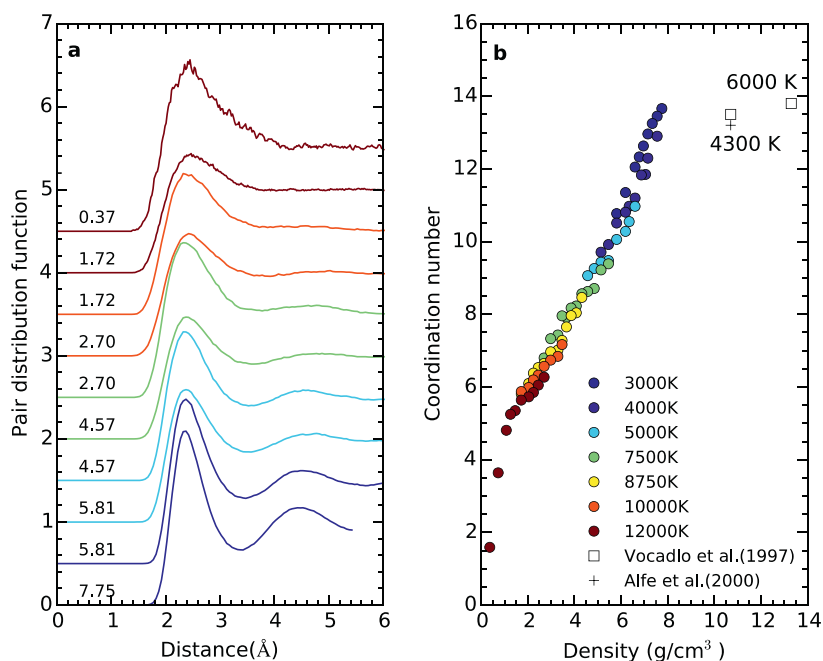 a
7
6
5
4
3
2
1
0
0.37
1.72
1.72
2.70
2.70
4.57
4.57
5.81
5.81
7.75
Pair distribution function
0 1 2 3 4 5 6
Distance(Å)
b
16
14
12
10
8
6
4
2
0
Coordination number
6000 K
4300 K
3000K
4000K
5000K
7500K
8750K
10000K
12000K
Vocadlo et al.(1997)
Alfe et al.(2000)
0 2 4 6 8 10 12 14
Density (g/cm³)